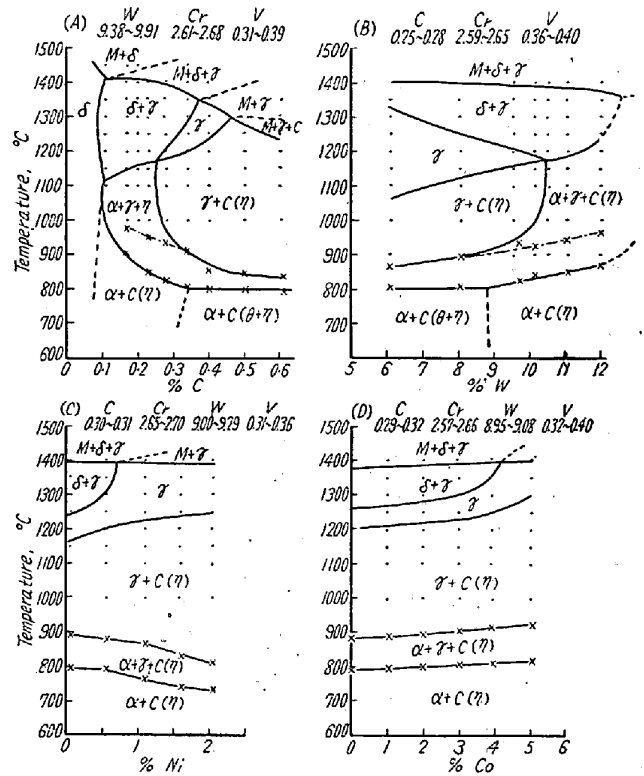 (A) W Cr V
9.38~9.91 2.61~2.68 0.31~0.39
1500
1400
1300
1200
1100
1000
900
800
700
600
Temperature, °C
M+δ
M+δ+γ
δ
δ+γ
γ
M+γ
M+γ+C
α+γ+η
γ+C(η)
α+C(η)
α+C(θ+η)
0 0.1 0.2 0.3 0.4 0.5 0.6
% C
(B) C Cr V
0.25~0.28 2.59~2.65 0.36~0.40
1500
1400
1300
1200
1100
1000
900
800
700
M+δ+γ
δ+γ
γ
γ+C(η)
α+γ+C(η)
α+C(θ+η)
α+C(η)
5 6 7 8 9 10 11 12
% W
(C) C Cr W V
0.30~0.31 2.65~2.70 9.00~9.29 0.31~0.36
1500
1400
1300
1200
1100
1000
900
800
700
600
Temperature, °C
M+δ+γ
M+γ
δ+γ
γ
γ+C(η)
α+γ+C(η)
α+C(η)
0 1 2
% Ni
(D) C Cr W V
0.29~0.32 2.57~2.66 8.95~9.08 0.32~0.40
1500
1400
1300
1200
1100
1000
900
800
700
600
M+δ+γ
δ+γ
γ
γ+C(η)
α+γ+C(η)
α+C(η)
0 1 2 3 4 5 6
% Co